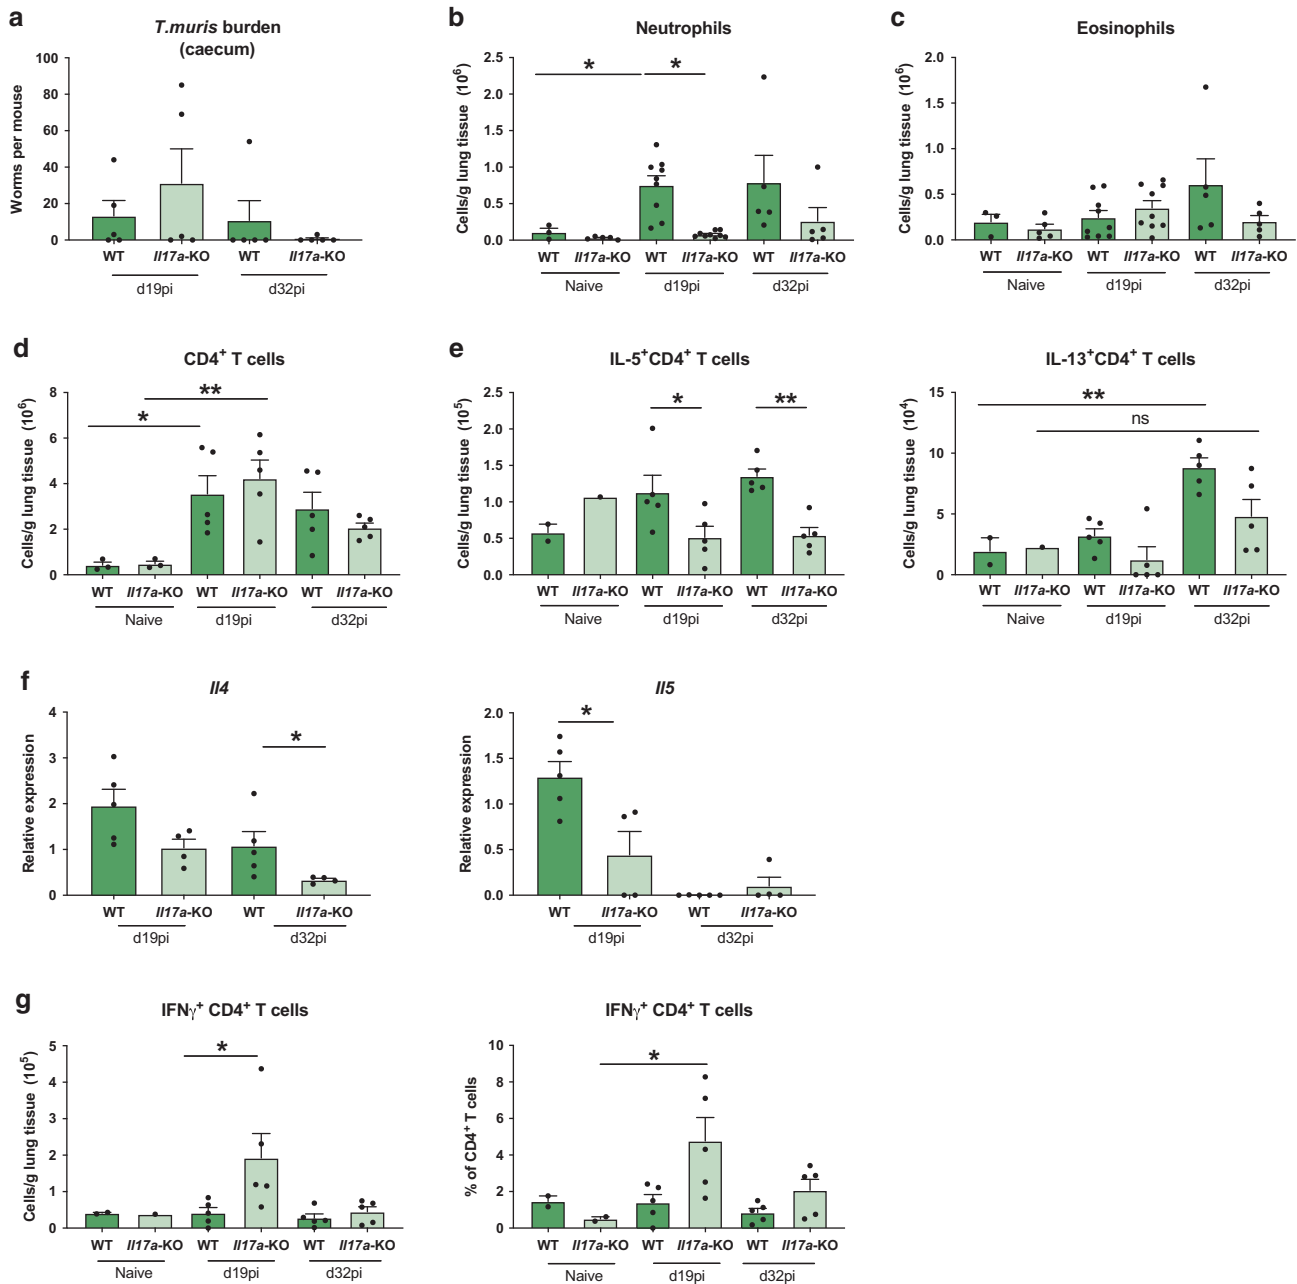 a
T.muris burden
(caecum)
Worms per mouse
100
80
60
40
20
0
WT Il17a-KO WT Il17a-KO
d19pi d32pi
b
Neutrophils
Cells/g lung tissue (10⁶)
2.5
2.0
1.5
1.0
0.5
0.0
* *
WT Il17a-KO WT Il17a-KO WT Il17a-KO
Naive d19pi d32pi
c
Eosinophils
Cells/g lung tissue (10⁶)
2.0
1.5
1.0
0.5
0.0
WT Il17a-KO WT Il17a-KO WT Il17a-KO
Naive d19pi d32pi
d
CD4⁺ T cells
Cells/g lung tissue (10⁶)
8
6
4
2
0
**
*
WT Il17a-KO WT Il17a-KO WT Il17a-KO
Naive d19pi d32pi
e
IL-5⁺CD4⁺ T cells
Cells/g lung tissue (10⁵)
2.5
2.0
1.5
1.0
0.5
0.0
* **
WT Il17a-KO WT Il17a-KO WT Il17a-KO
Naive d19pi d32pi
IL-13⁺CD4⁺ T cells
Cells/g lung tissue (10⁴)
15
10
5
0
**
ns
WT Il17a-KO WT Il17a-KO WT Il17a-KO
Naive d19pi d32pi
f
Il4
Relative expression
4
3
2
1
0
*
WT Il17a-KO WT Il17a-KO
d19pi d32pi
Il5
Relative expression
2.0
1.5
1.0
0.5
0.0
*
WT Il17a-KO WT Il17a-KO
d19pi d32pi
g
IFNγ⁺ CD4⁺ T cells
Cells/g lung tissue (10⁵)
5
4
3
2
1
0
*
WT Il17a-KO WT Il17a-KO WT Il17a-KO
Naive d19pi d32pi
IFNγ⁺ CD4⁺ T cells
% of CD4⁺ T cells
10
8
6
4
2
0
*
WT Il17a-KO WT Il17a-KO WT Il17a-KO
Naive d19pi d32pi